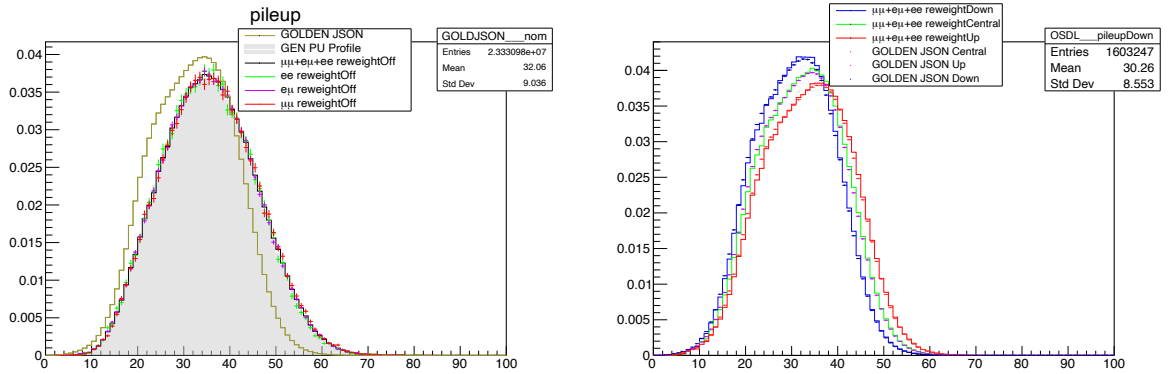 pileup
GOLDEN JSON
GEN PU Profile
μμ+eμ+ee reweightOff
ee reweightOff
eμ reweightOff
μμ reweightOff
GOLDJSON___nom
Entries 2.333098e+07
Mean 32.06
Std Dev 9.036
0.04
0.035
0.03
0.025
0.02
0.015
0.01
0.005
0
0 10 20 30 40 50 60 70 80 90 100
μμ+eμ+ee reweightDown
μμ+eμ+ee reweightCentral
μμ+eμ+ee reweightUp
GOLDEN JSON Central
GOLDEN JSON Up
GOLDEN JSON Down
OSDL___pileupDown
Entries 1603247
Mean 30.26
Std Dev 8.553
0.04
0.035
0.03
0.025
0.02
0.015
0.01
0.005
0
0 10 20 30 40 50 60 70 80 90 100